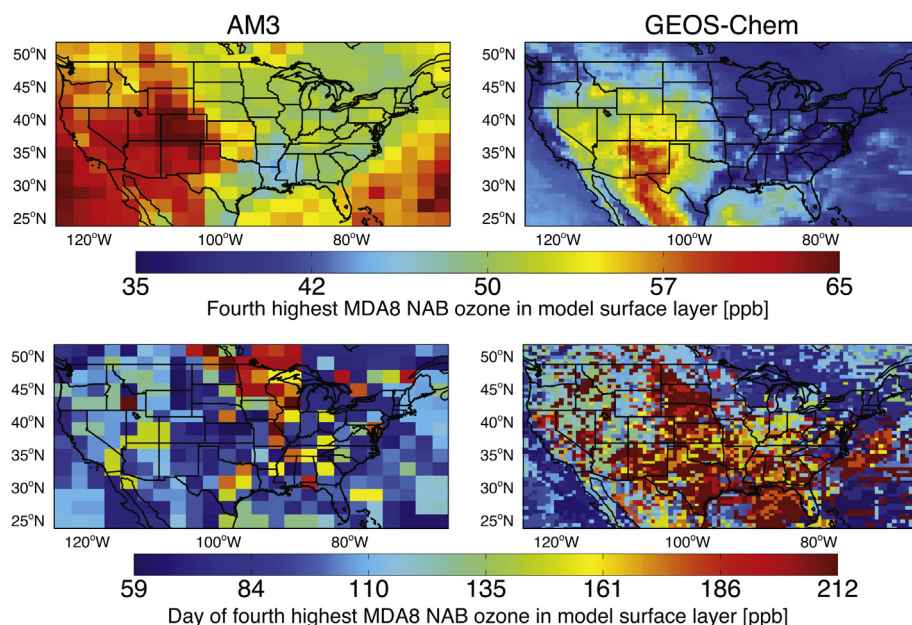 AM3 GEOS-Chem
50°N 50°N
45°N 45°N
40°N 40°N
35°N 35°N
30°N 30°N
25°N 25°N
120°W 100°W 80°W 120°W 100°W 80°W
35 42 50 57 65
Fourth highest MDA8 NAB ozone in model surface layer [ppb]
50°N 50°N
45°N 45°N
40°N 40°N
35°N 35°N
30°N 30°N
25°N 25°N
120°W 100°W 80°W 120°W 100°W 80°W
59 84 110 135 161 186 212
Day of fourth highest MDA8 NAB ozone in model surface layer [ppb]